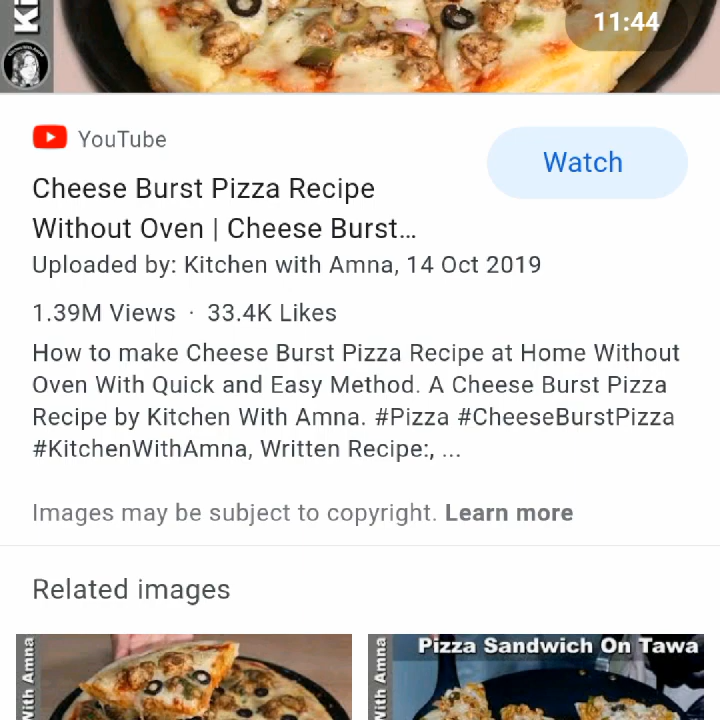 Ki
11:44
YouTube
Watch
Cheese Burst Pizza Recipe
Without Oven | Cheese Burst...
Uploaded by: Kitchen with Amna, 14 Oct 2019
1.39M Views · 33.4K Likes
How to make Cheese Burst Pizza Recipe at Home Without
Oven With Quick and Easy Method. A Cheese Burst Pizza
Recipe by Kitchen With Amna. #Pizza #CheeseBurstPizza
#KitchenWithAmna, Written Recipe:, ...
Images may be subject to copyright. Learn more
Related images
With Amna
With Amna
Pizza Sandwich On Tawa